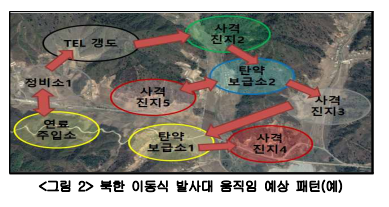 TEL 갱도
사격
진지2
정비소1
탄약
보급소2
사격
진지5
사격
진지3
연료
주입소
탄약
보급소1
사격
진지4
<그림 2> 북한 이동식 발사대 움직임 예상 패턴(예)